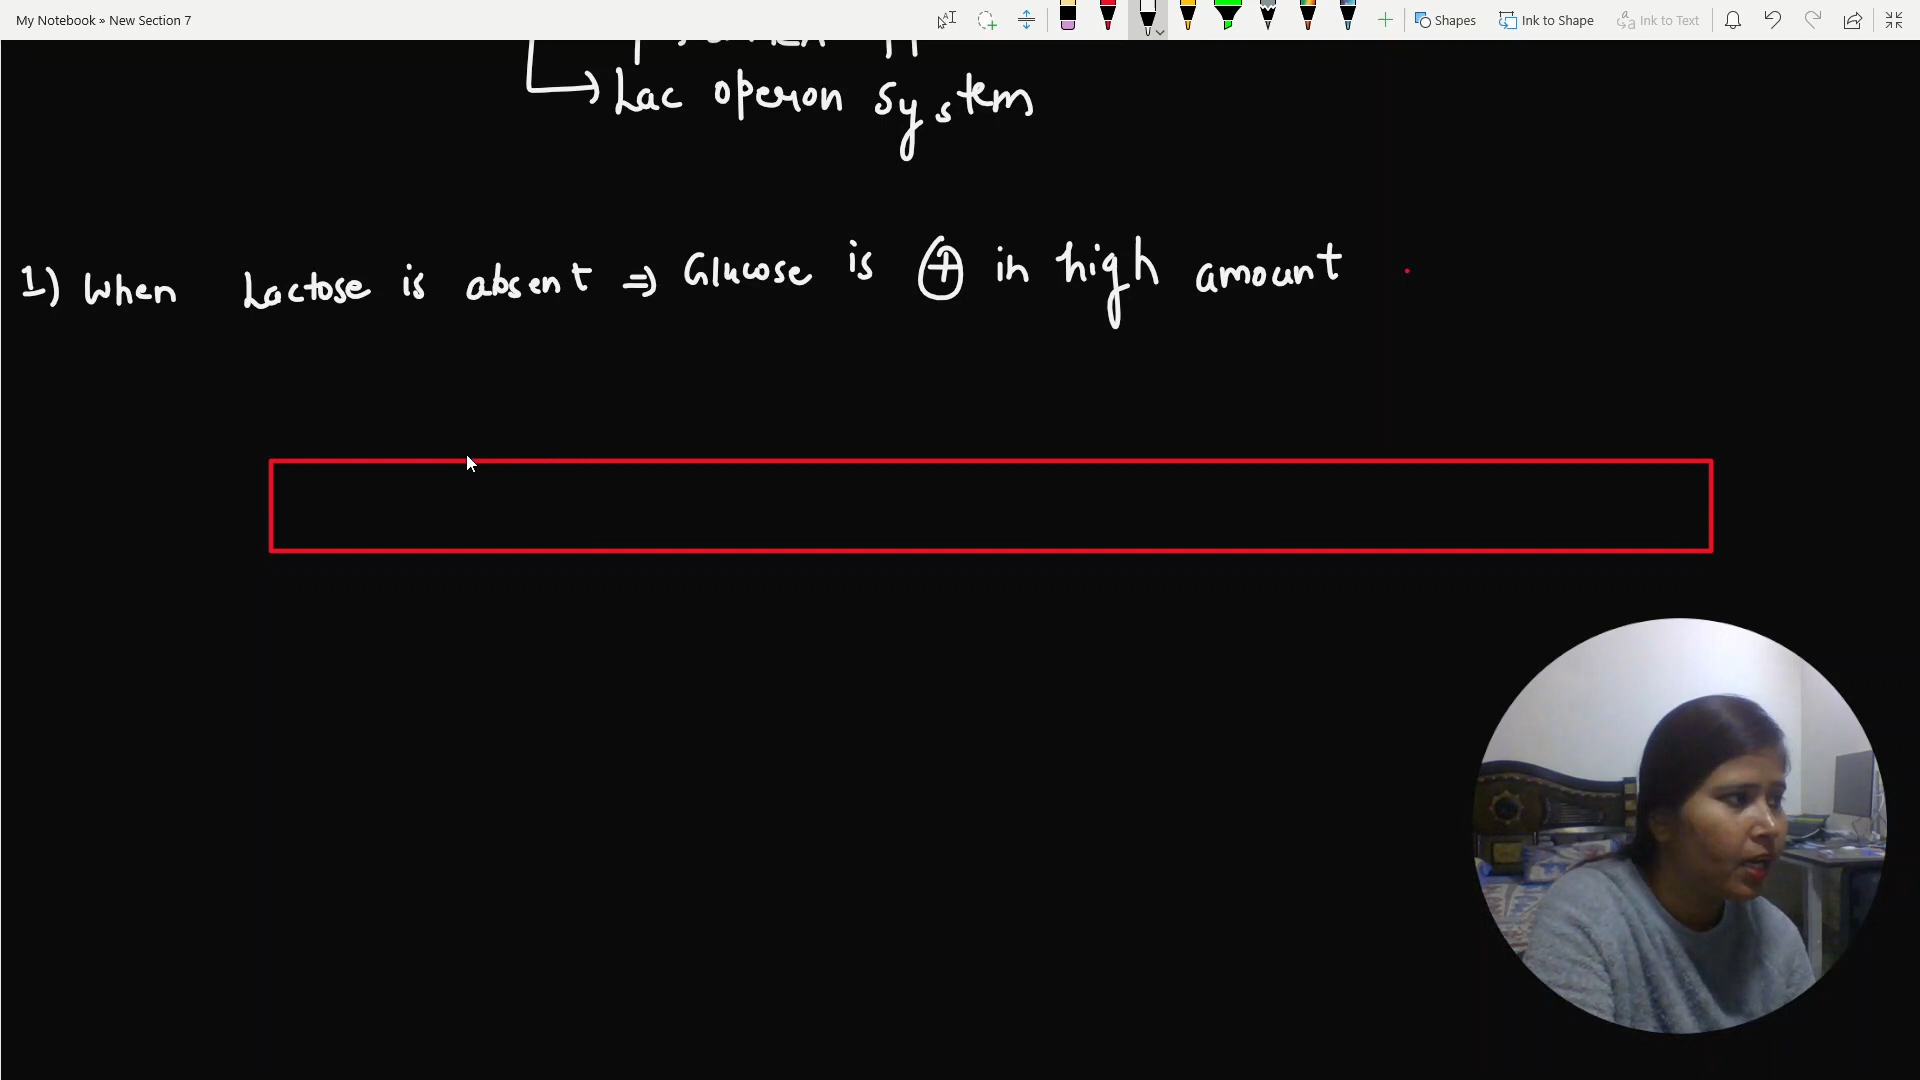 My Notebook » New Section 7
Shapes
Ink to Shape
Ink to Text
Lac operon system
1) When Lactose is absent ⇒ Glucose is ⊕ in high amount